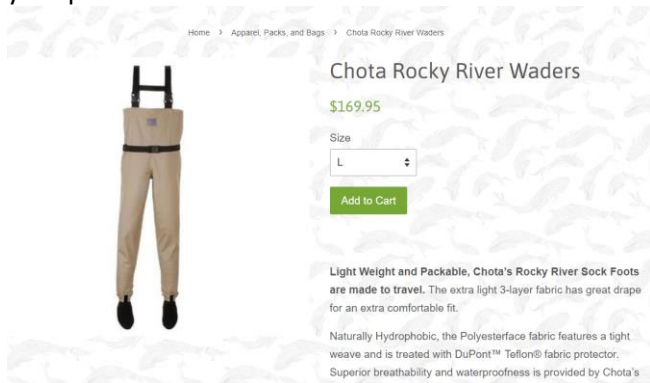 Home › Apparel, Packs, and Bags › Chota Rocky River Waders
Chota Rocky River Waders
$169.95
Size
L
Add to Cart
Light Weight and Packable, Chota's Rocky River Sock Foots
are made to travel. The extra light 3-layer fabric has great drape
for an extra comfortable fit.
Naturally Hydrophobic, the Polyesterface fabric features a tight
weave and is treated with DuPont™ Teflon® fabric protector.
Superior breathability and waterproofness is provided by Chota's